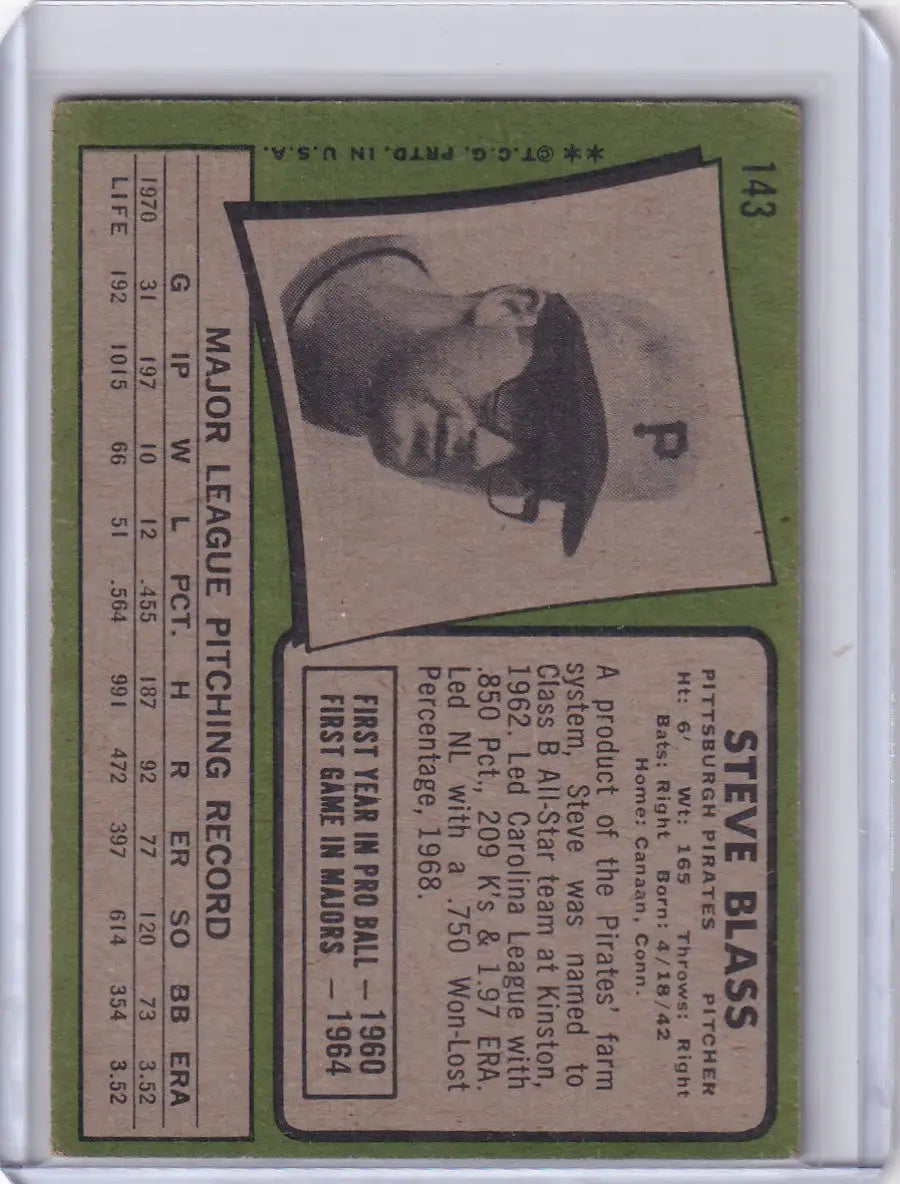 143
** ©T.C.G. PRTD. IN U.S.A.
P
STEVE BLASS
PITTSBURGH PIRATES PITCHER
Ht: 6'. Wt: 165 Throws: Right
Bats: Right Born: 4/18/42
Home: Canaan, Conn.
A product of the Pirates' farm
system, Steve was named to
Class B All-Star team at Kinston,
1962. Led Carolina League with
.850 Pct., 209 K's & 1.97 ERA.
Led NL with a .750 Won-Lost
Percentage, 1968.
FIRST YEAR IN PRO BALL — 1960
FIRST GAME IN MAJORS — 1964
MAJOR LEAGUE PITCHING RECORD
G IP W L PCT. H R ER SO BB ERA
1970 31 197 10 12 .455 187 92 77 120 73 3.52
LIFE 192 1015 66 51 .564 991 472 397 614 354 3.52